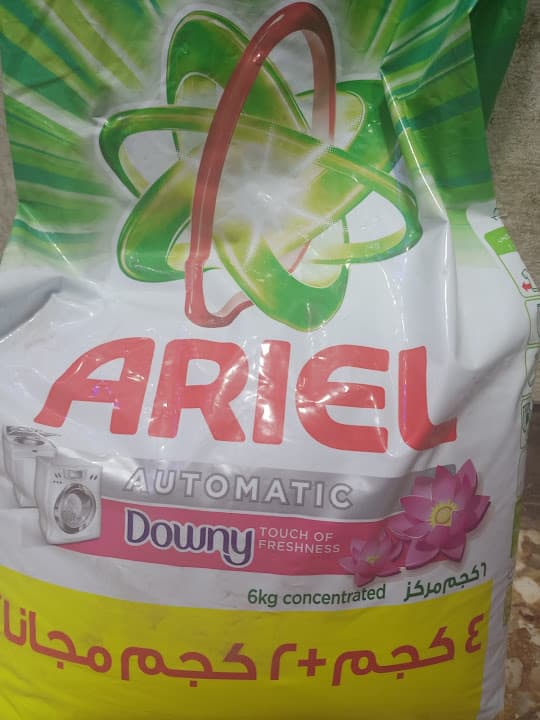 ARIEL
AUTOMATIC
Downy TOUCH OF
FRESHNESS
6kg concentrated ٦ كجم مركز
٤ كجم + ٢ كجم مجانا